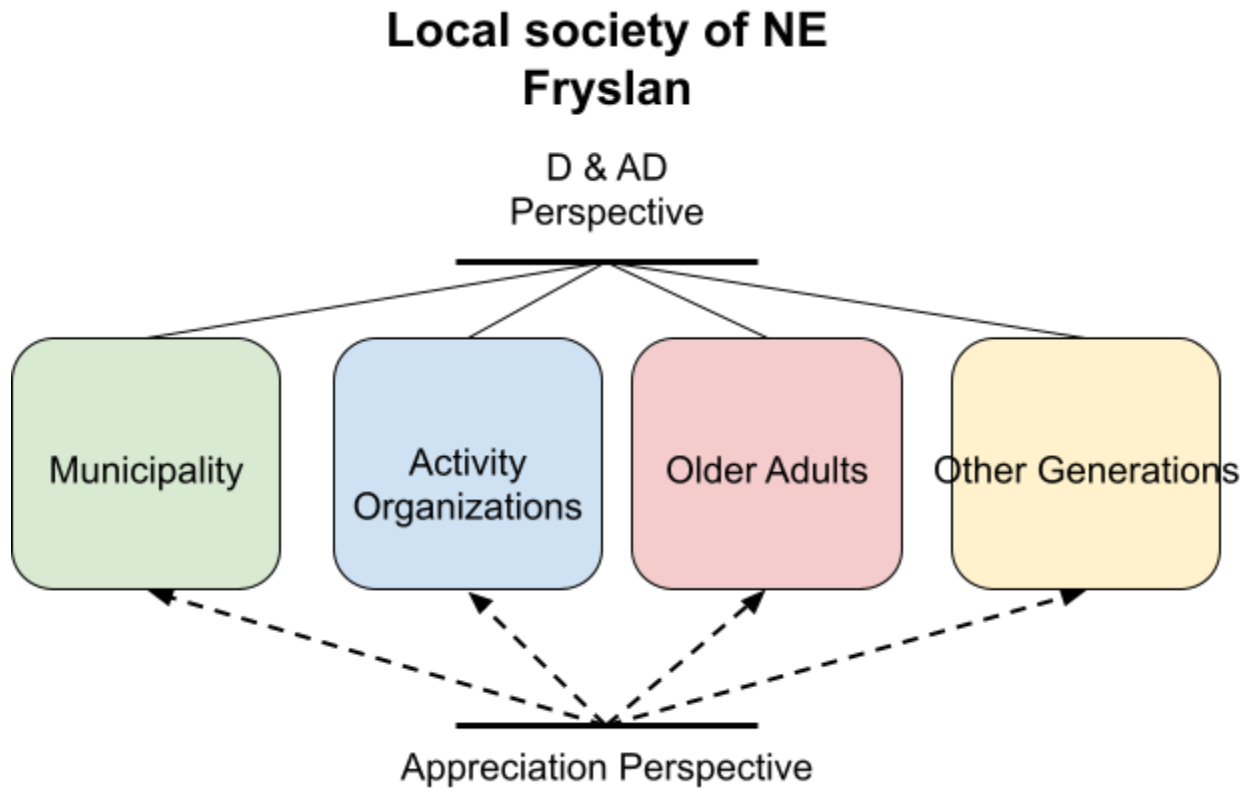 Local society of NE
Fryslan
D & AD
Perspective
Municipality
Activity
Organizations
Older Adults
Other Generations
Appreciation Perspective